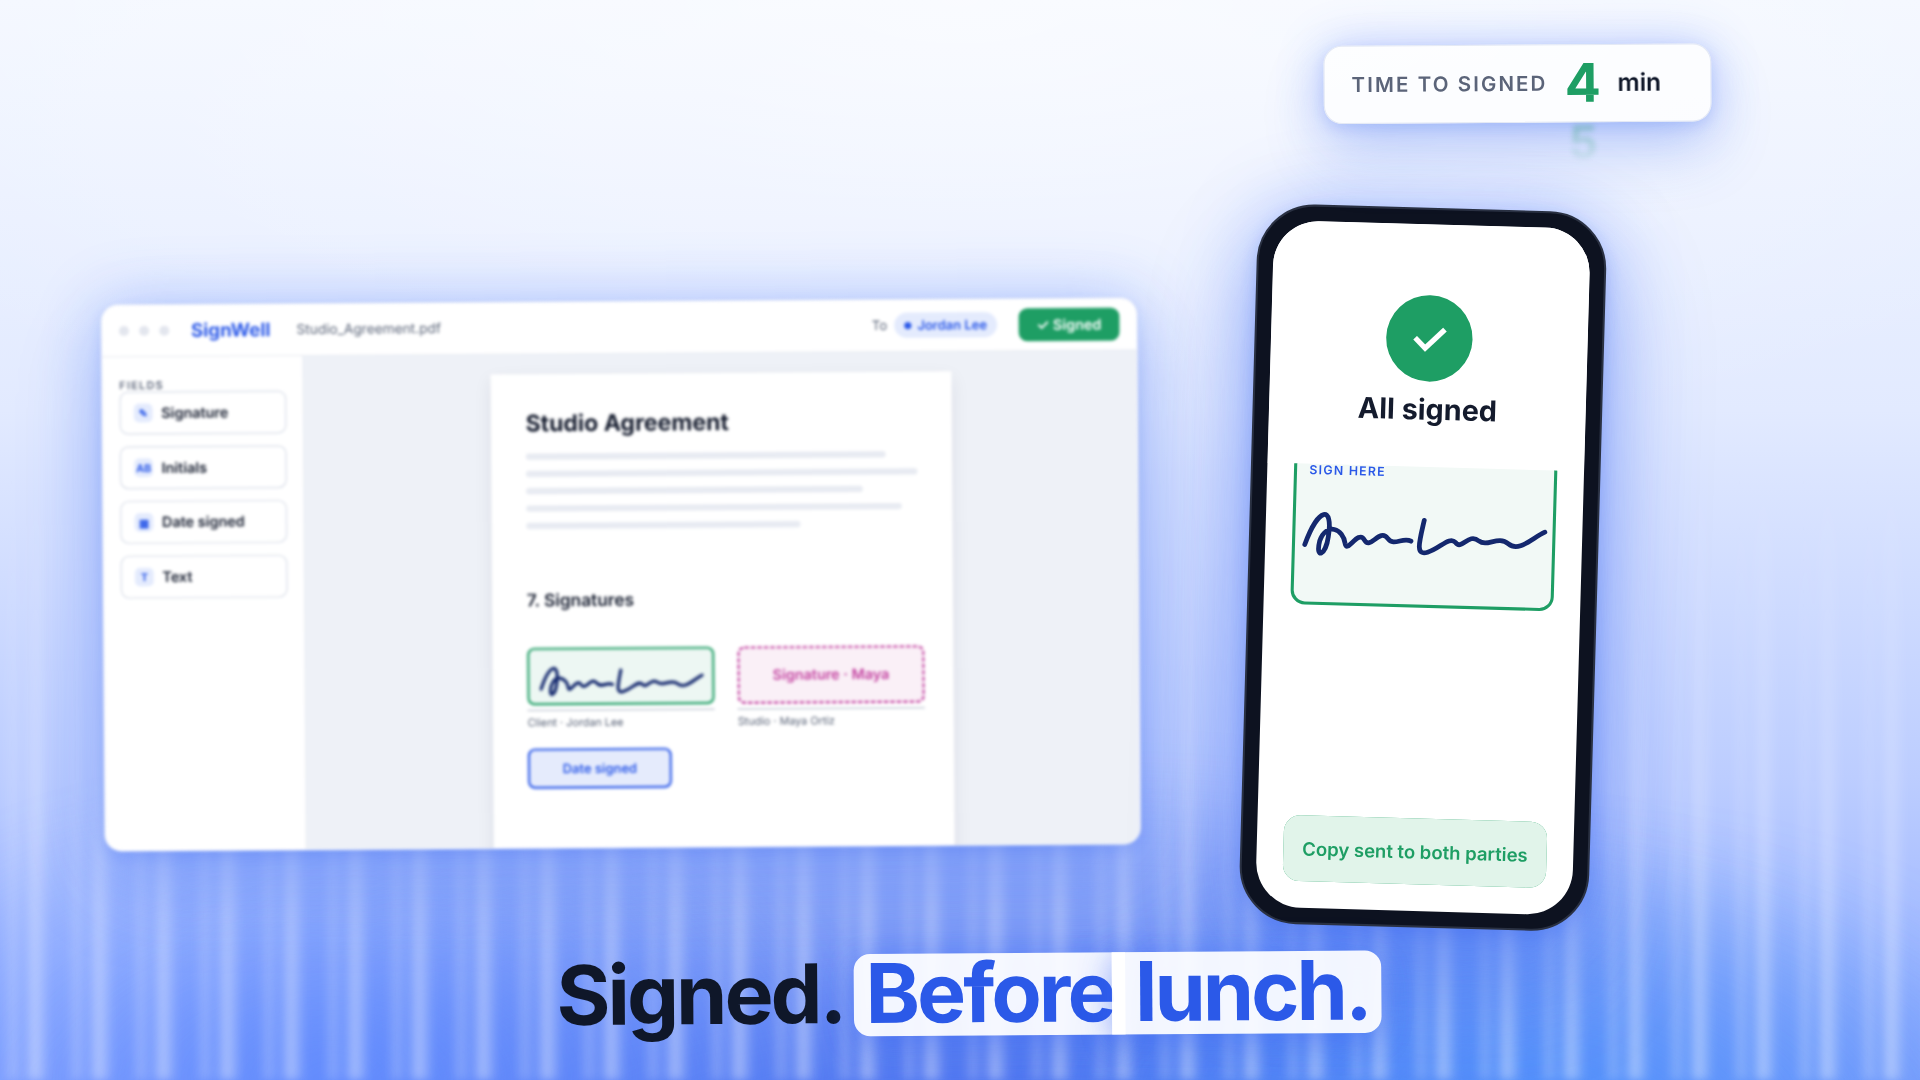 TIME TO SIGNED 4 min
5
SignWell Studio_Agreement.pdf To Jordan Lee ✓ Signed
FIELDS
Signature
AB Initials
Date signed
T Text
Studio Agreement
7. Signatures
Signature · Maya
Client · Jordan Lee
Studio · Maya Ortiz
Date signed
All signed
SIGN HERE
Copy sent to both parties
Signed. Before lunch.